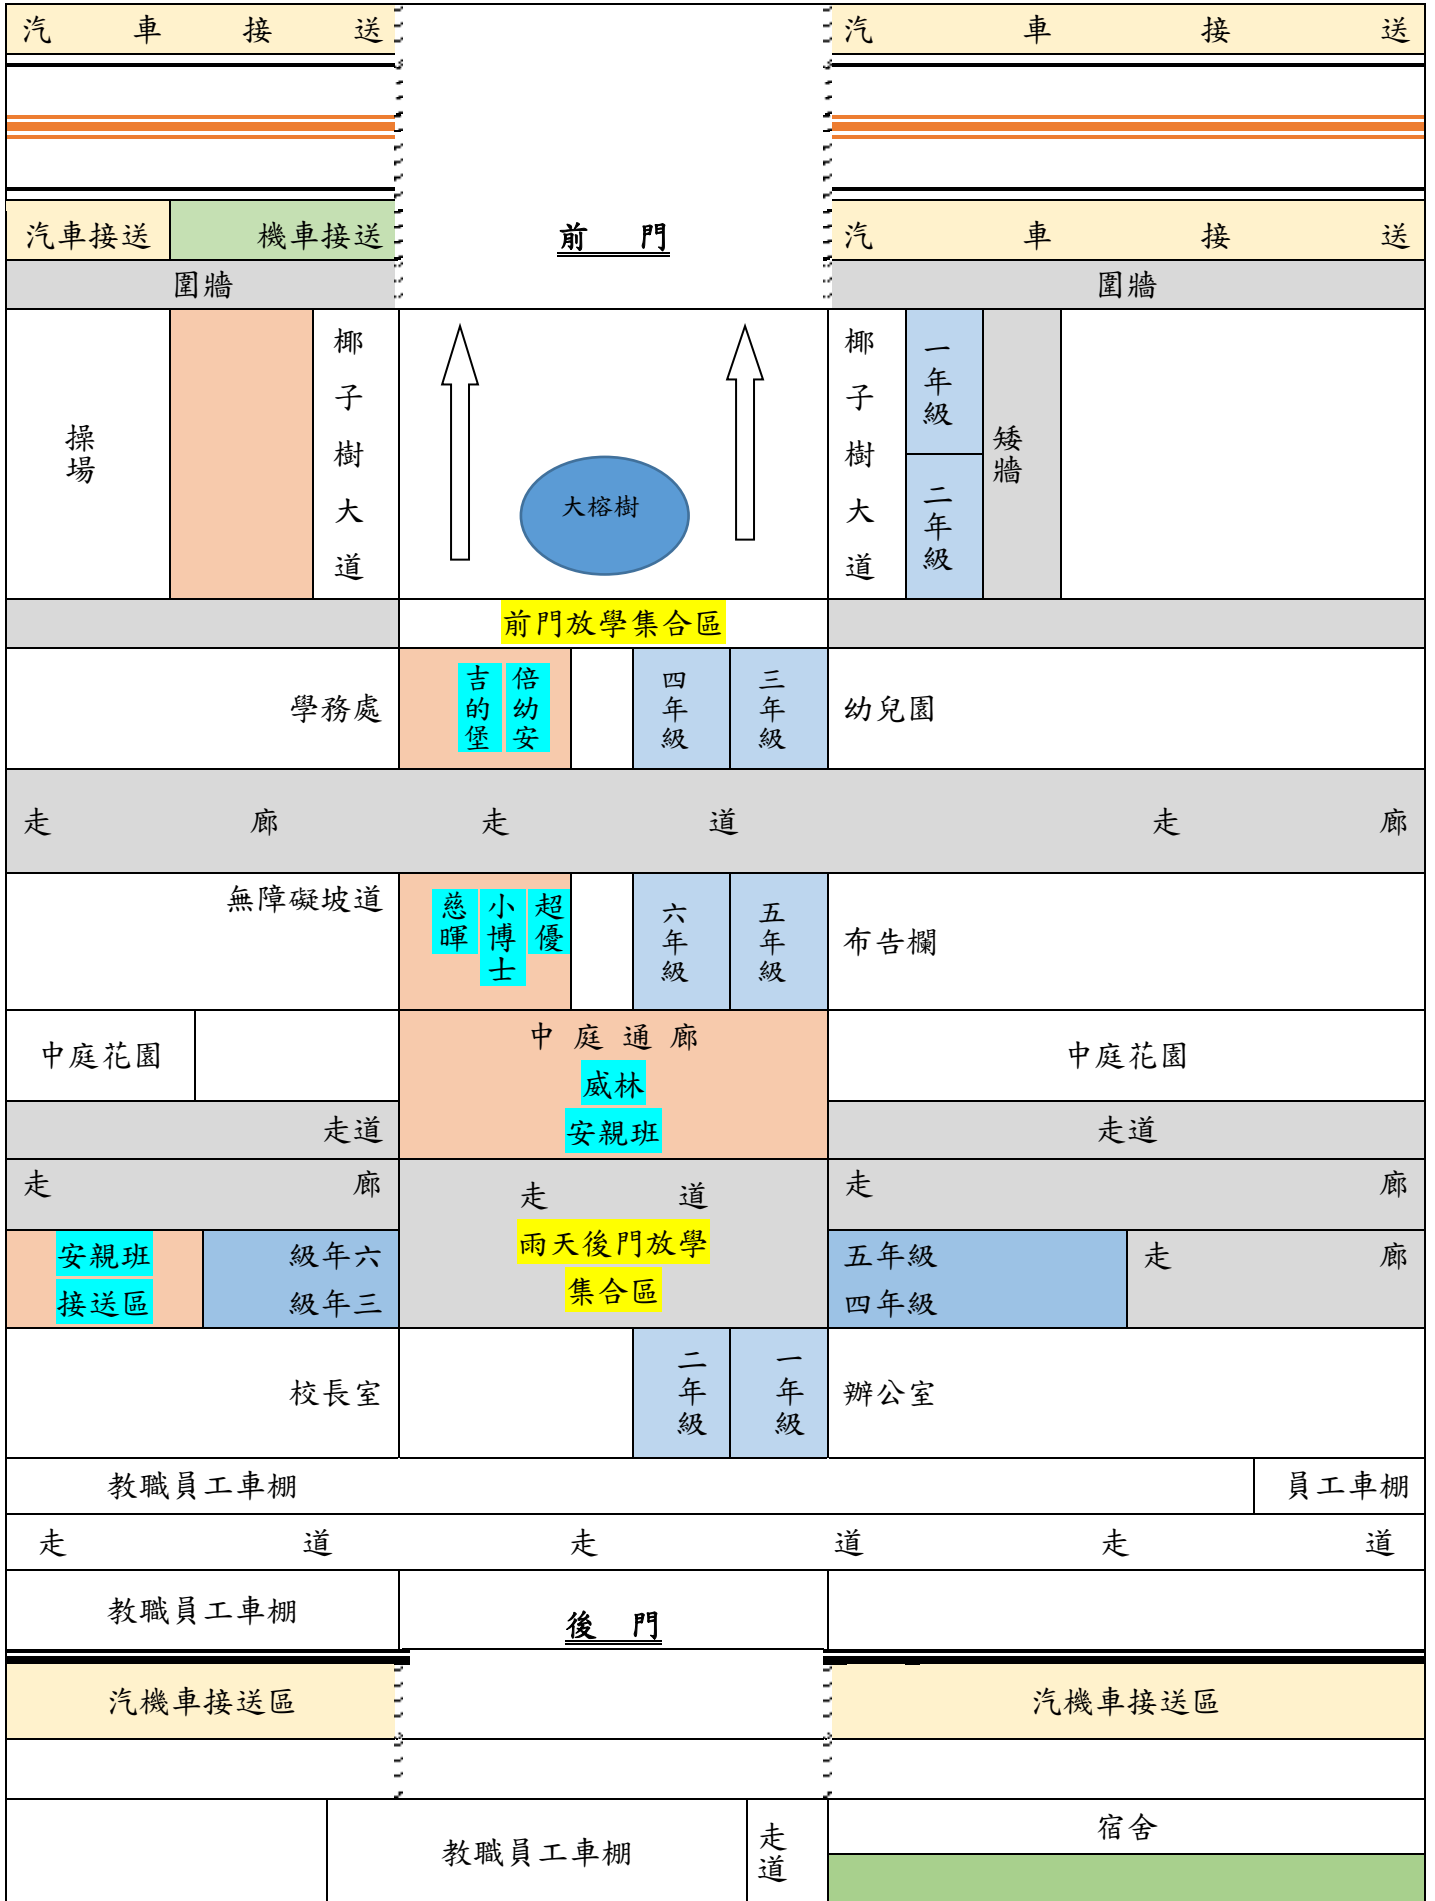 汽車接送
汽車接送
汽車接送
機車接送
前門
汽車接送
圍牆
圍牆
操場
椰子樹大道
大榕樹
椰子樹大道
一年級
二年級
矮牆
前門放學集合區
學務處
吉的堡
倍幼安
四年級
三年級
幼兒園
走廊走道走廊
無障礙坡道
慈暉
小博士
超優
六年級
五年級
布告欄
中庭花園
中庭通廊
威林
安親班
中庭花園
走道
走道
走廊
走道
雨天後門放學
集合區
走廊
安親班
接送區
級年六
級年三
五年級
四年級
走廊
校長室
二年級
一年級
辦公室
教職員工車棚
員工車棚
走道走道走道
教職員工車棚
後門
汽機車接送區
汽機車接送區
教職員工車棚
走道
宿舍